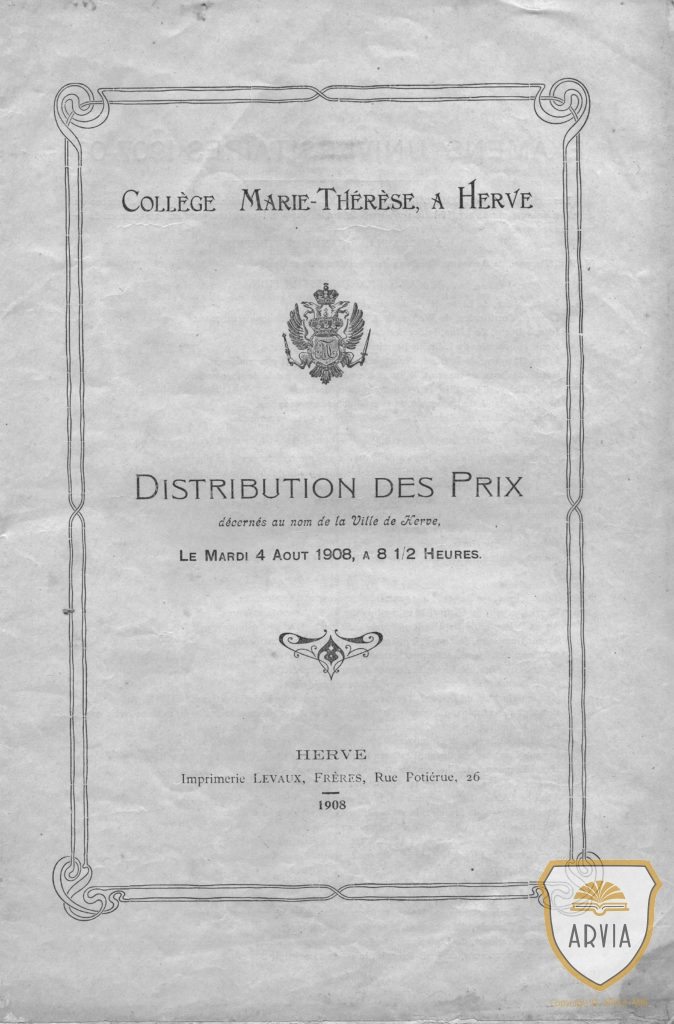 COLLÈGE MARIE-THÉRÈSE, A HERVE
DISTRIBUTION DES PRIX
décernés au nom de la Ville de Herve,
LE MARDI 4 AOUT 1908, A 8 1/2 HEURES.
HERVE
Imprimerie LEVAUX, FRÈRES, Rue Potiérue, 26
1908
ARVIA